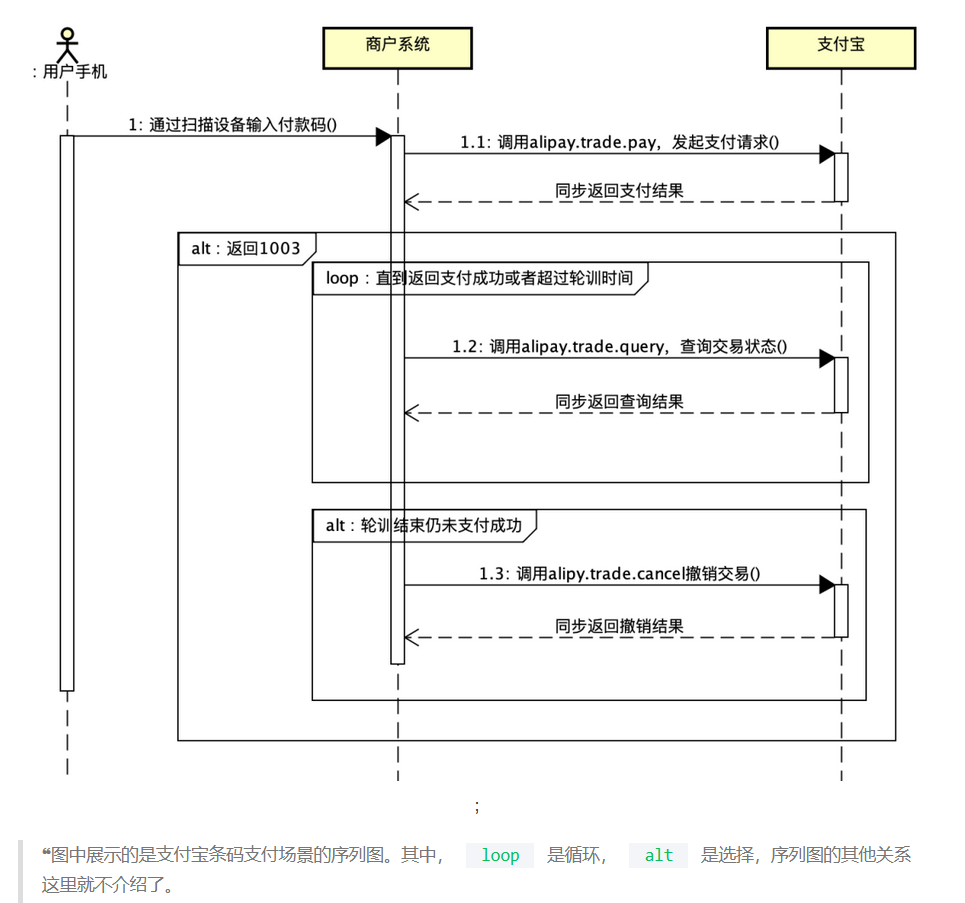 : 用户手机
商户系统
支付宝
1: 通过扫描设备输入付款码()
1.1: 调用alipay.trade.pay，发起支付请求()
同步返回支付结果
alt : 返回1003
loop : 直到返回支付成功或者超过轮训时间
1.2: 调用alipay.trade.query，查询交易状态()
同步返回查询结果
alt : 轮训结束仍未支付成功
1.3: 调用alipy.trade.cancel撤销交易()
同步返回撤销结果
;
❝图中展示的是支付宝条码支付场景的序列图。其中， loop 是循环， alt 是选择，序列图的其他关系
这里就不介绍了。